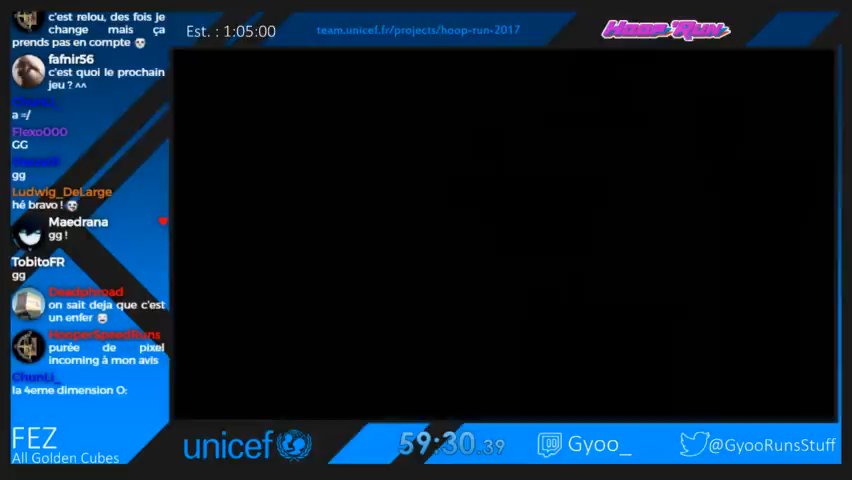 c'est relou, des fois je
change mais ça
prends pas en compte
Est. : 1:05:00
team.unicef.fr/projects/hoop-run-2017
HOOP'RUN
fafnir56
c'est quoi le prochain
jeu ? ^^
a =/
Flexo000
GG
gg
Ludwig_DeLarge
hé bravo !
Maedrana
gg !
TobitoFR
gg
Deadphroad
on sait deja que c'est
un enfer
HooperSpeedRuns
purée de pixel
incoming à mon avis
ChunLi_
la 4eme dimension O:
FEZ
All Golden Cubes
unicef
59:30.39
Gyoo_
@GyooRunsStuff